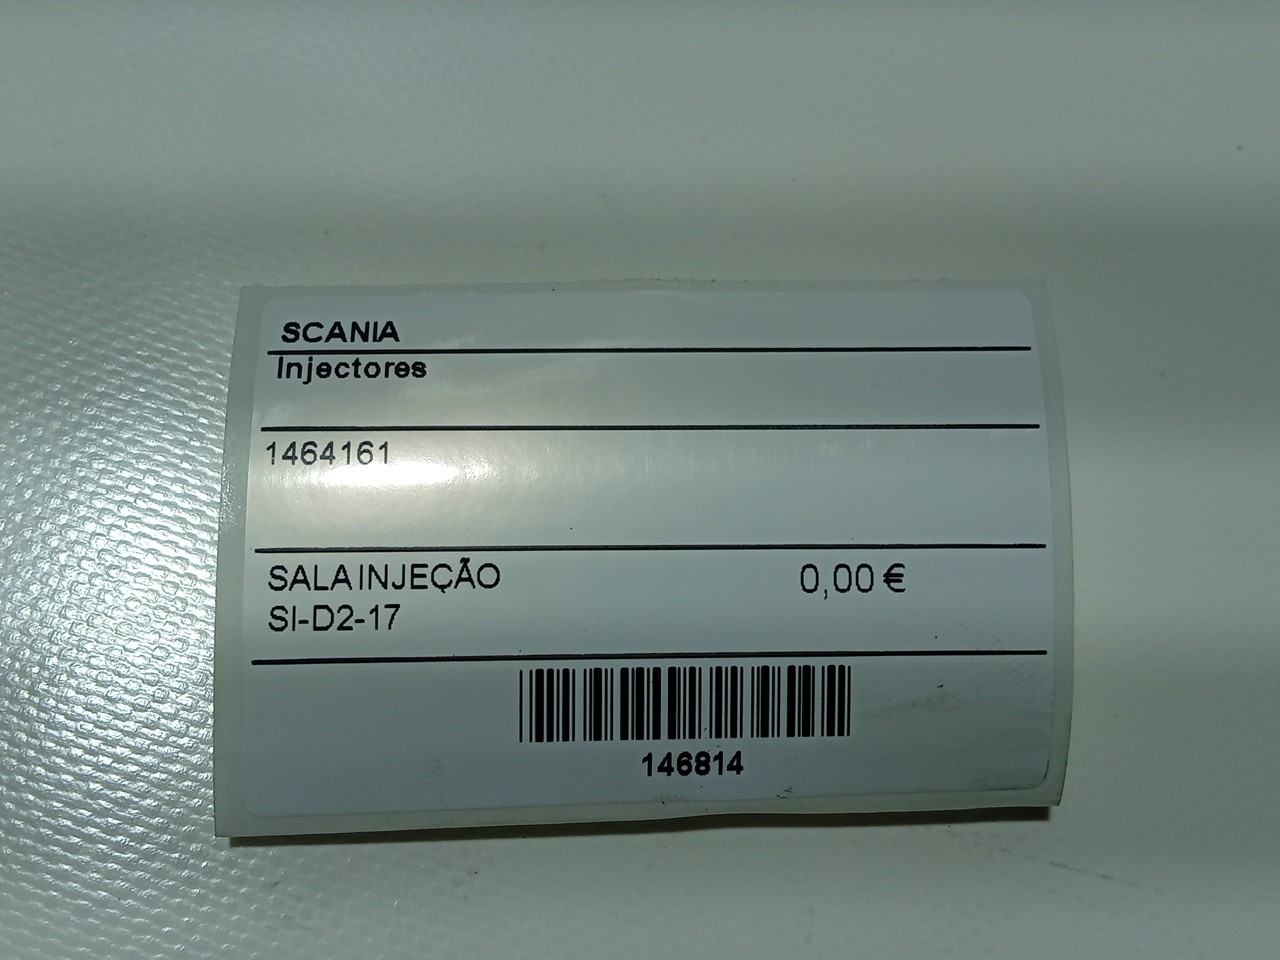 SCANIA
Injectores
1464161
SALA INJEÇÃO 0,00 €
SI-D2-17
146814